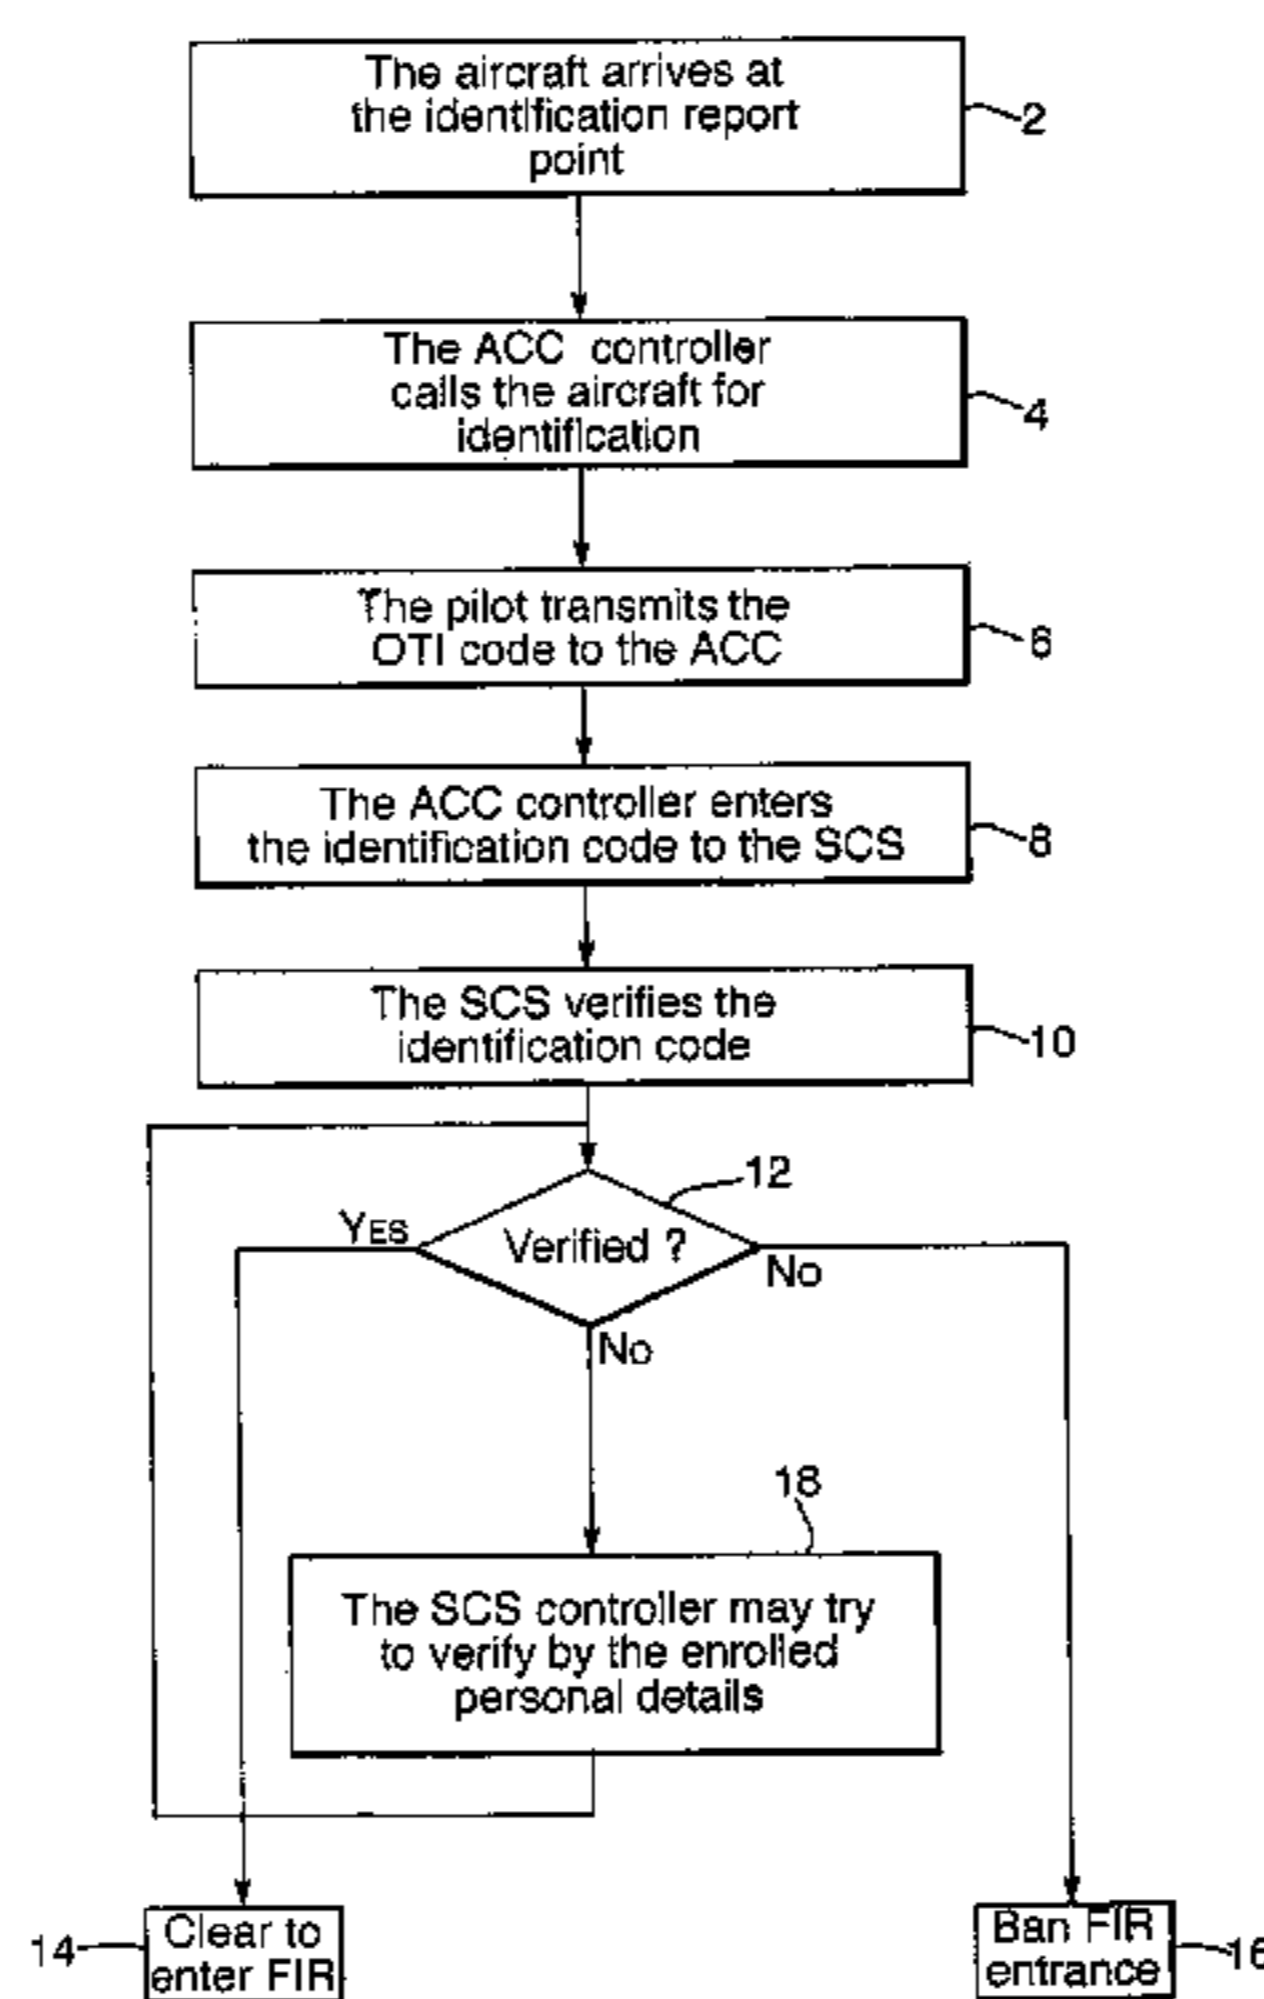 The aircraft arrives at
the identification report
point
2
The ACC controller
calls the aircraft for
identification
4
The pilot transmits the
OTI code to the ACC
6
The ACC controller enters
the identification code to the SCS
8
The SCS verifies the
identification code
10
12
YES
Verified ?
No
No
18
The SCS controller may try
to verify by the enrolled
personal details
14
Clear to
enter FIR
Ban FIR
entrance
16